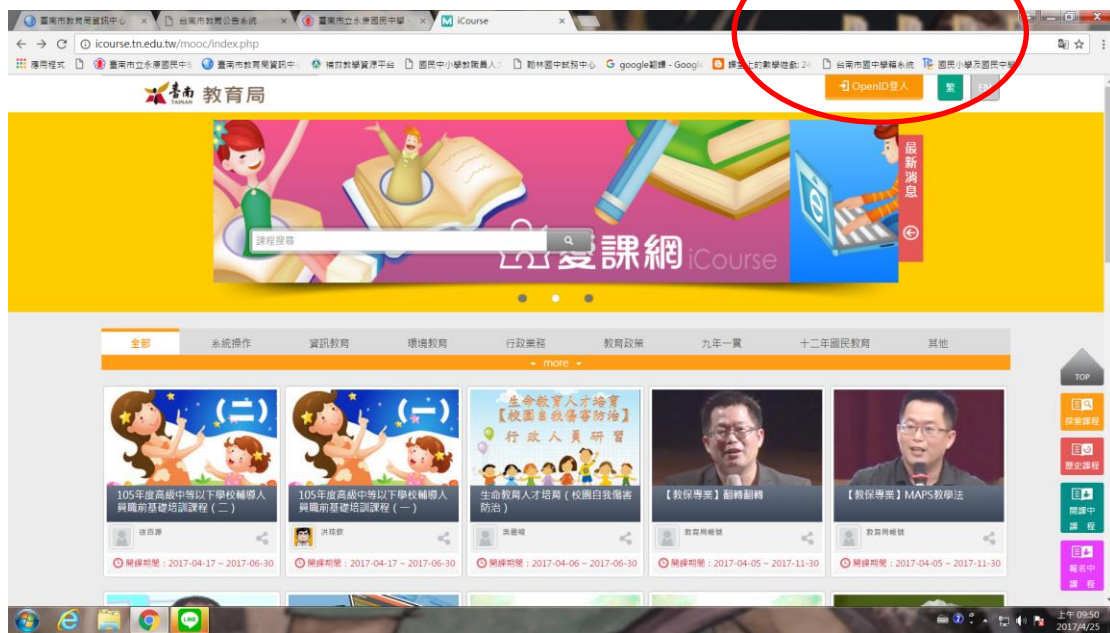 臺南市教育局資訊中心
台南市教育公告系統
臺南市立永康國民中學
iCourse
icourse.tn.edu.tw/mooc/index.php
應用程式
臺南市立永康國民中
臺南市教育局資訊中
補救教學資源平台
國民中小學教職員人
翰林國中試務中心
google翻譯 - Google
課堂上的數學遊戲: 24
台南市國中學籍系統
國民小學及國民中學
臺南 TAINAN 教育局
OpenID登入
繁
EN
最新消息
課程搜尋
愛課網 iCourse
全部 系統操作 資訊教育 環境教育 行政業務 教育政策 九年一貫 十二年國民教育 其他
more
TOP
探索課程
歷史課程
開課中
課 程
報名中
課 程
(二)
105年度高級中等以下學校輔導人
員職前基礎培訓課程(二)
開課期間:2017-04-17 ~ 2017-06-30
(一)
105年度高級中等以下學校輔導人
員職前基礎培訓課程(一)
開課期間:2017-04-17 ~ 2017-06-30
生命教育人才培育
【校園自我傷害防治】
行政人員研習
生命教育人才培育(校園自我傷害
防治)
開課期間:2017-04-06 ~ 2017-06-30
【教保專業】翻轉翻轉
教育局帳號
開課期間:2017-04-05 ~ 2017-11-30
【教保專業】MAPS教學法
教育局帳號
開課期間:2017-04-05 ~ 2017-11-30
LINE
上午 09:50
2017/4/25